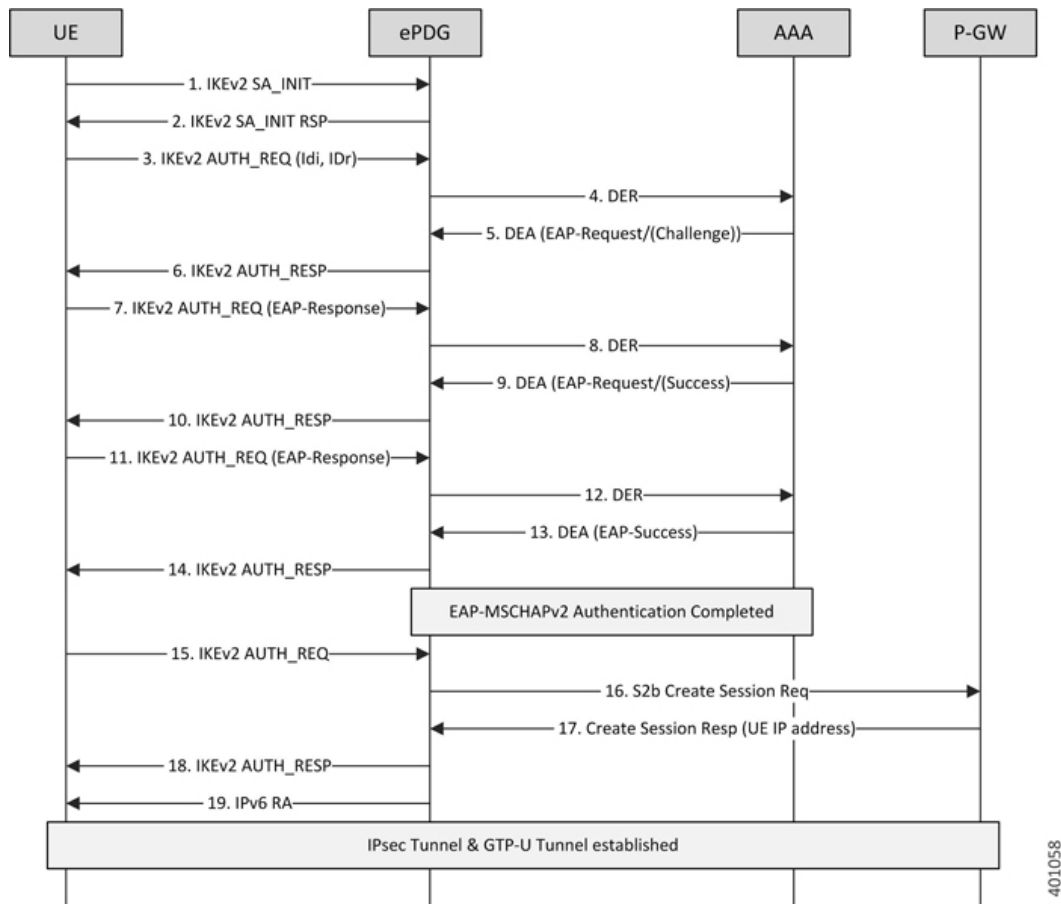 UE
ePDG
AAA
P-GW
1. IKEv2 SA_INIT
2. IKEv2 SA_INIT RSP
3. IKEv2 AUTH_REQ (Idi, IDr)
4. DER
5. DEA (EAP-Request/(Challenge))
6. IKEv2 AUTH_RESP
7. IKEv2 AUTH_REQ (EAP-Response)
8. DER
9. DEA (EAP-Request/(Success)
10. IKEv2 AUTH_RESP
11. IKEv2 AUTH_REQ (EAP-Response)
12. DER
13. DEA (EAP-Success)
14. IKEv2 AUTH_RESP
EAP-MSCHAPv2 Authentication Completed
15. IKEv2 AUTH_REQ
16. S2b Create Session Req
17. Create Session Resp (UE IP address)
18. IKEv2 AUTH_RESP
19. IPv6 RA
IPsec Tunnel & GTP-U Tunnel established
401058